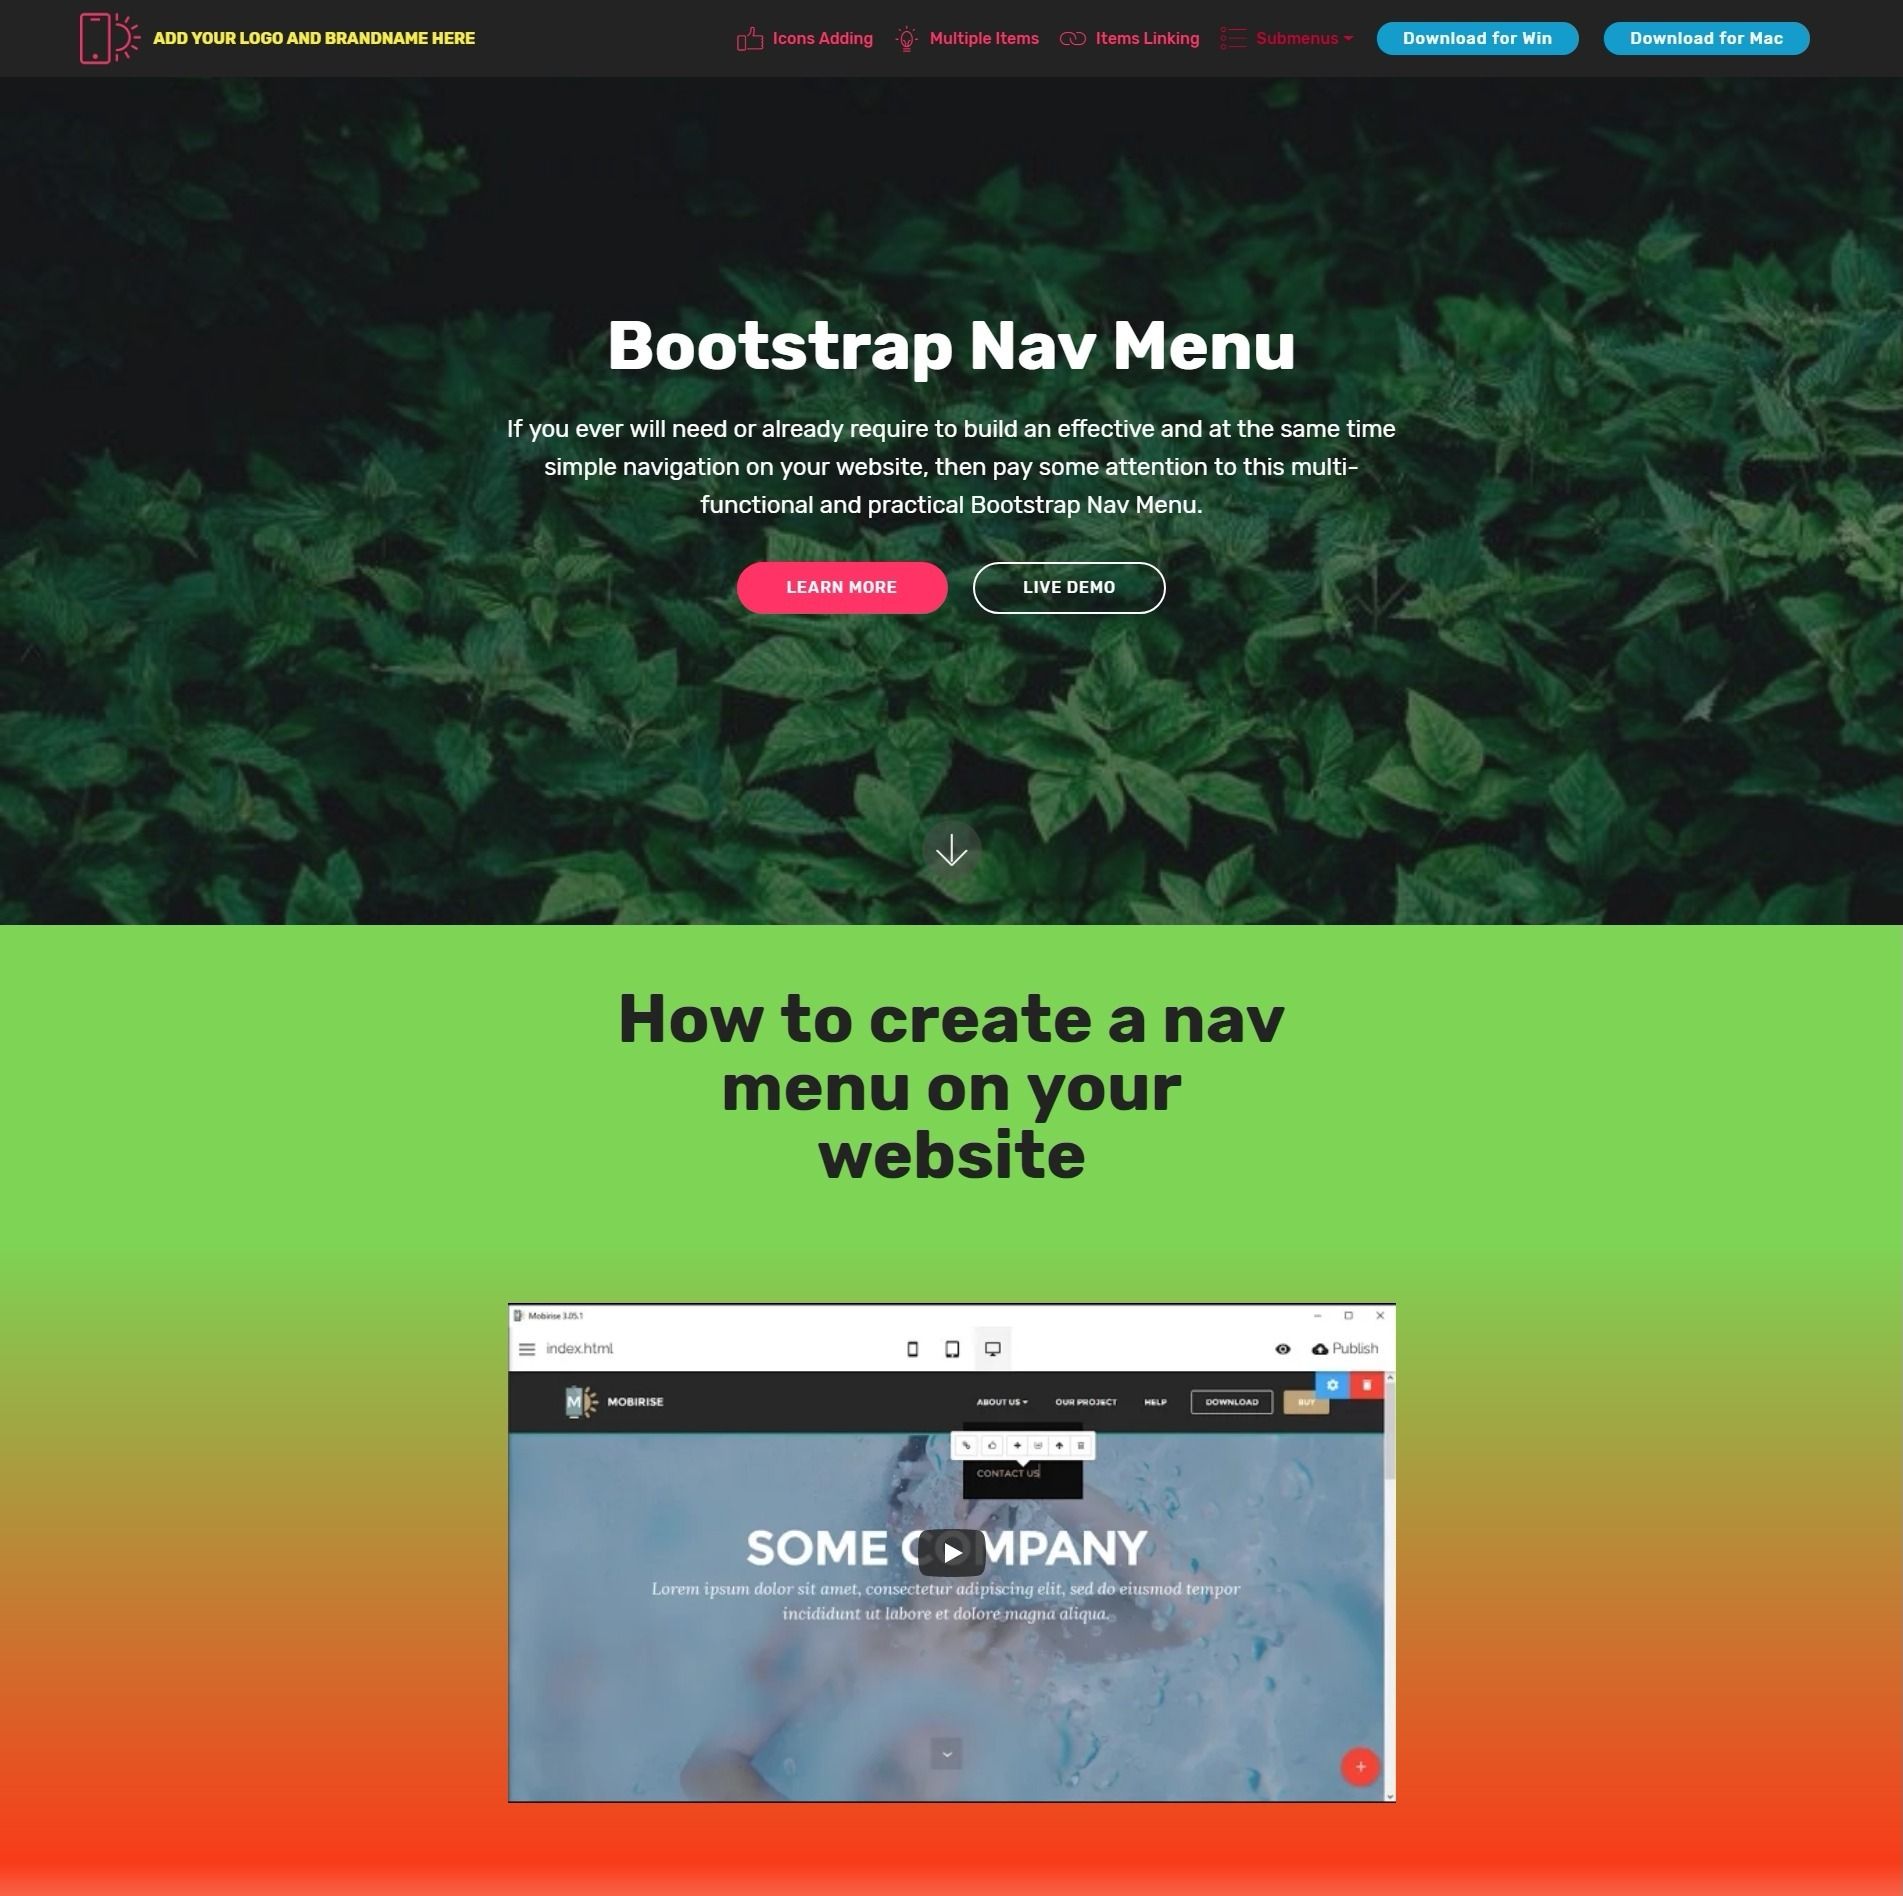 ADD YOUR LOGO AND BRANDNAME HERE
Icons Adding
Multiple Items
Items Linking
Submenus
Download for Win
Download for Mac
Bootstrap Nav Menu
If you ever will need or already require to build an effective and at the same time
simple navigation on your website, then pay some attention to this multi-
functional and practical Bootstrap Nav Menu.
LEARN MORE
LIVE DEMO
How to create a nav
menu on your
website
Mobirise 3.05.1
index.html
Publish
M
MOBIRISE
ABOUT US
OUR PROJECT
HELP
DOWNLOAD
BUY
CONTACT US
SOME COMPANY
Lorem ipsum dolor sit amet, consectetur adipiscing elit, sed do eiusmod tempor
incididunt ut labore et dolore magna aliqua.